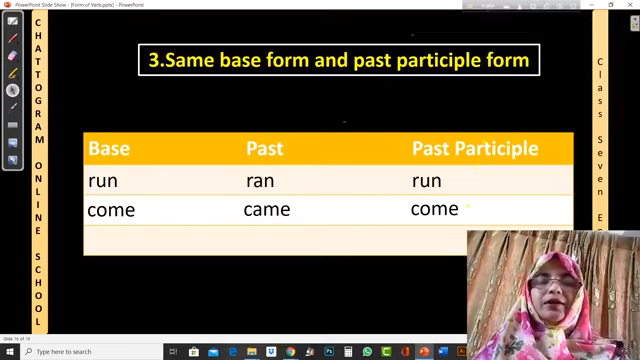 PowerPoint Slide Show - [Form of Verb.pptx] - PowerPoint
3.Same base form and past participle form
CHATTOGRAM ONLINE SCHOOL
Class Seven En
Base Past Past Participle
run ran run
come came come
Slide 16 of 19
Type here to search